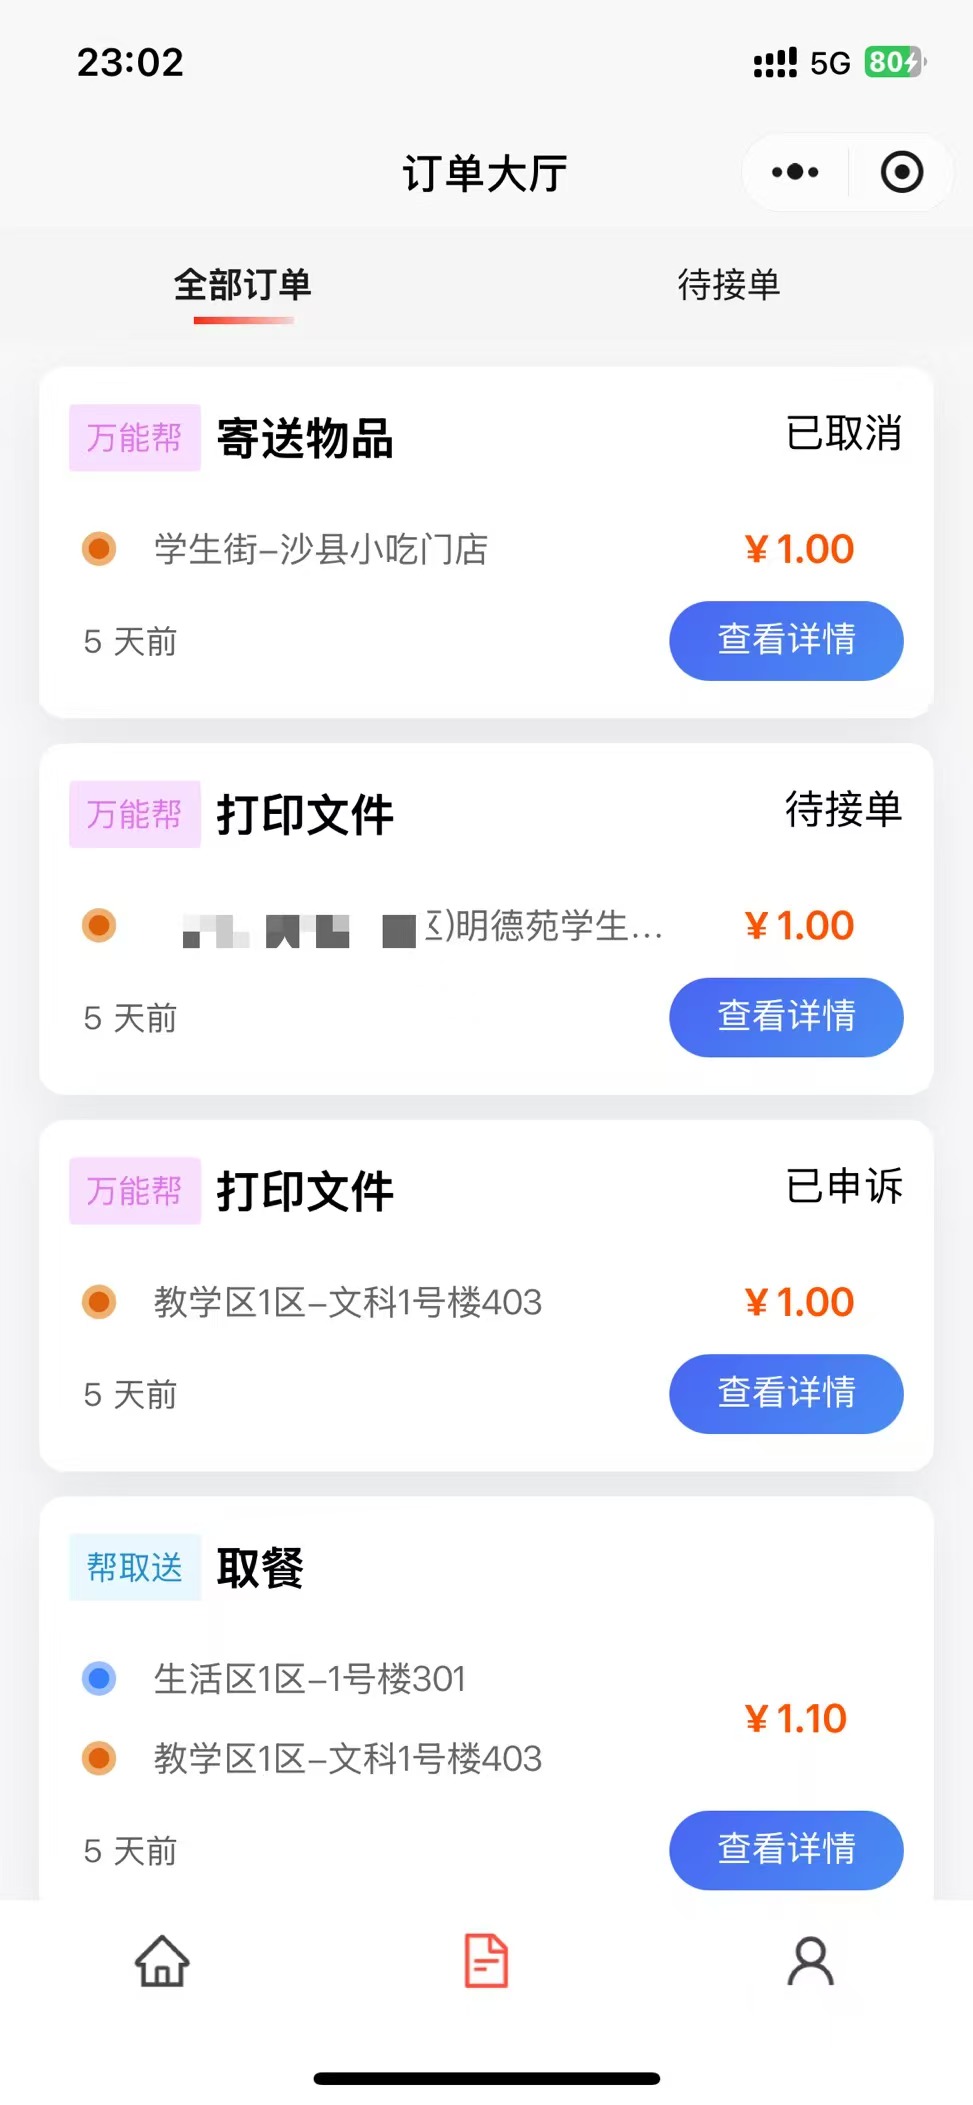 23:02
5G 80
订单大厅
全部订单 待接单
万能帮 寄送物品 已取消
学生街-沙县小吃门店 ¥1.00
5 天前 查看详情
万能帮 打印文件 待接单
)明德苑学生... ¥1.00
5 天前 查看详情
万能帮 打印文件 已申诉
教学区1区-文科1号楼403 ¥1.00
5 天前 查看详情
帮取送 取餐
生活区1区-1号楼301
¥1.10
教学区1区-文科1号楼403
5 天前 查看详情